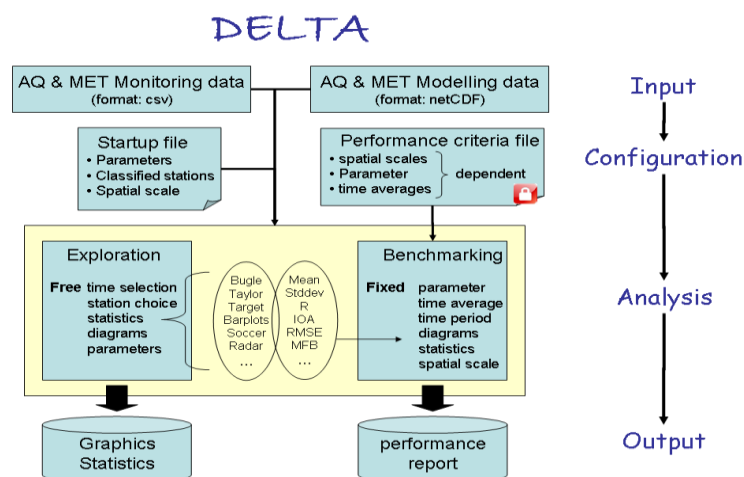 DELTA
AQ & MET Monitoring data
(format: csv)
AQ & MET Modelling data
(format: netCDF)
Input
Startup file
• Parameters
• Classified stations
• Spatial scale
Performance criteria file
• spatial scales
• Parameter
• time averages
dependent
Configuration
Exploration
Free time selection
station choice
statistics
diagrams
parameters
Bugle
Taylor
Target
Barplots
Soccer
Radar
...
Mean
Stddev
R
IOA
RMSE
MFB
...
Benchmarking
Fixed parameter
time average
time period
diagrams
statistics
spatial scale
Analysis
Graphics
Statistics
performance
report
Output